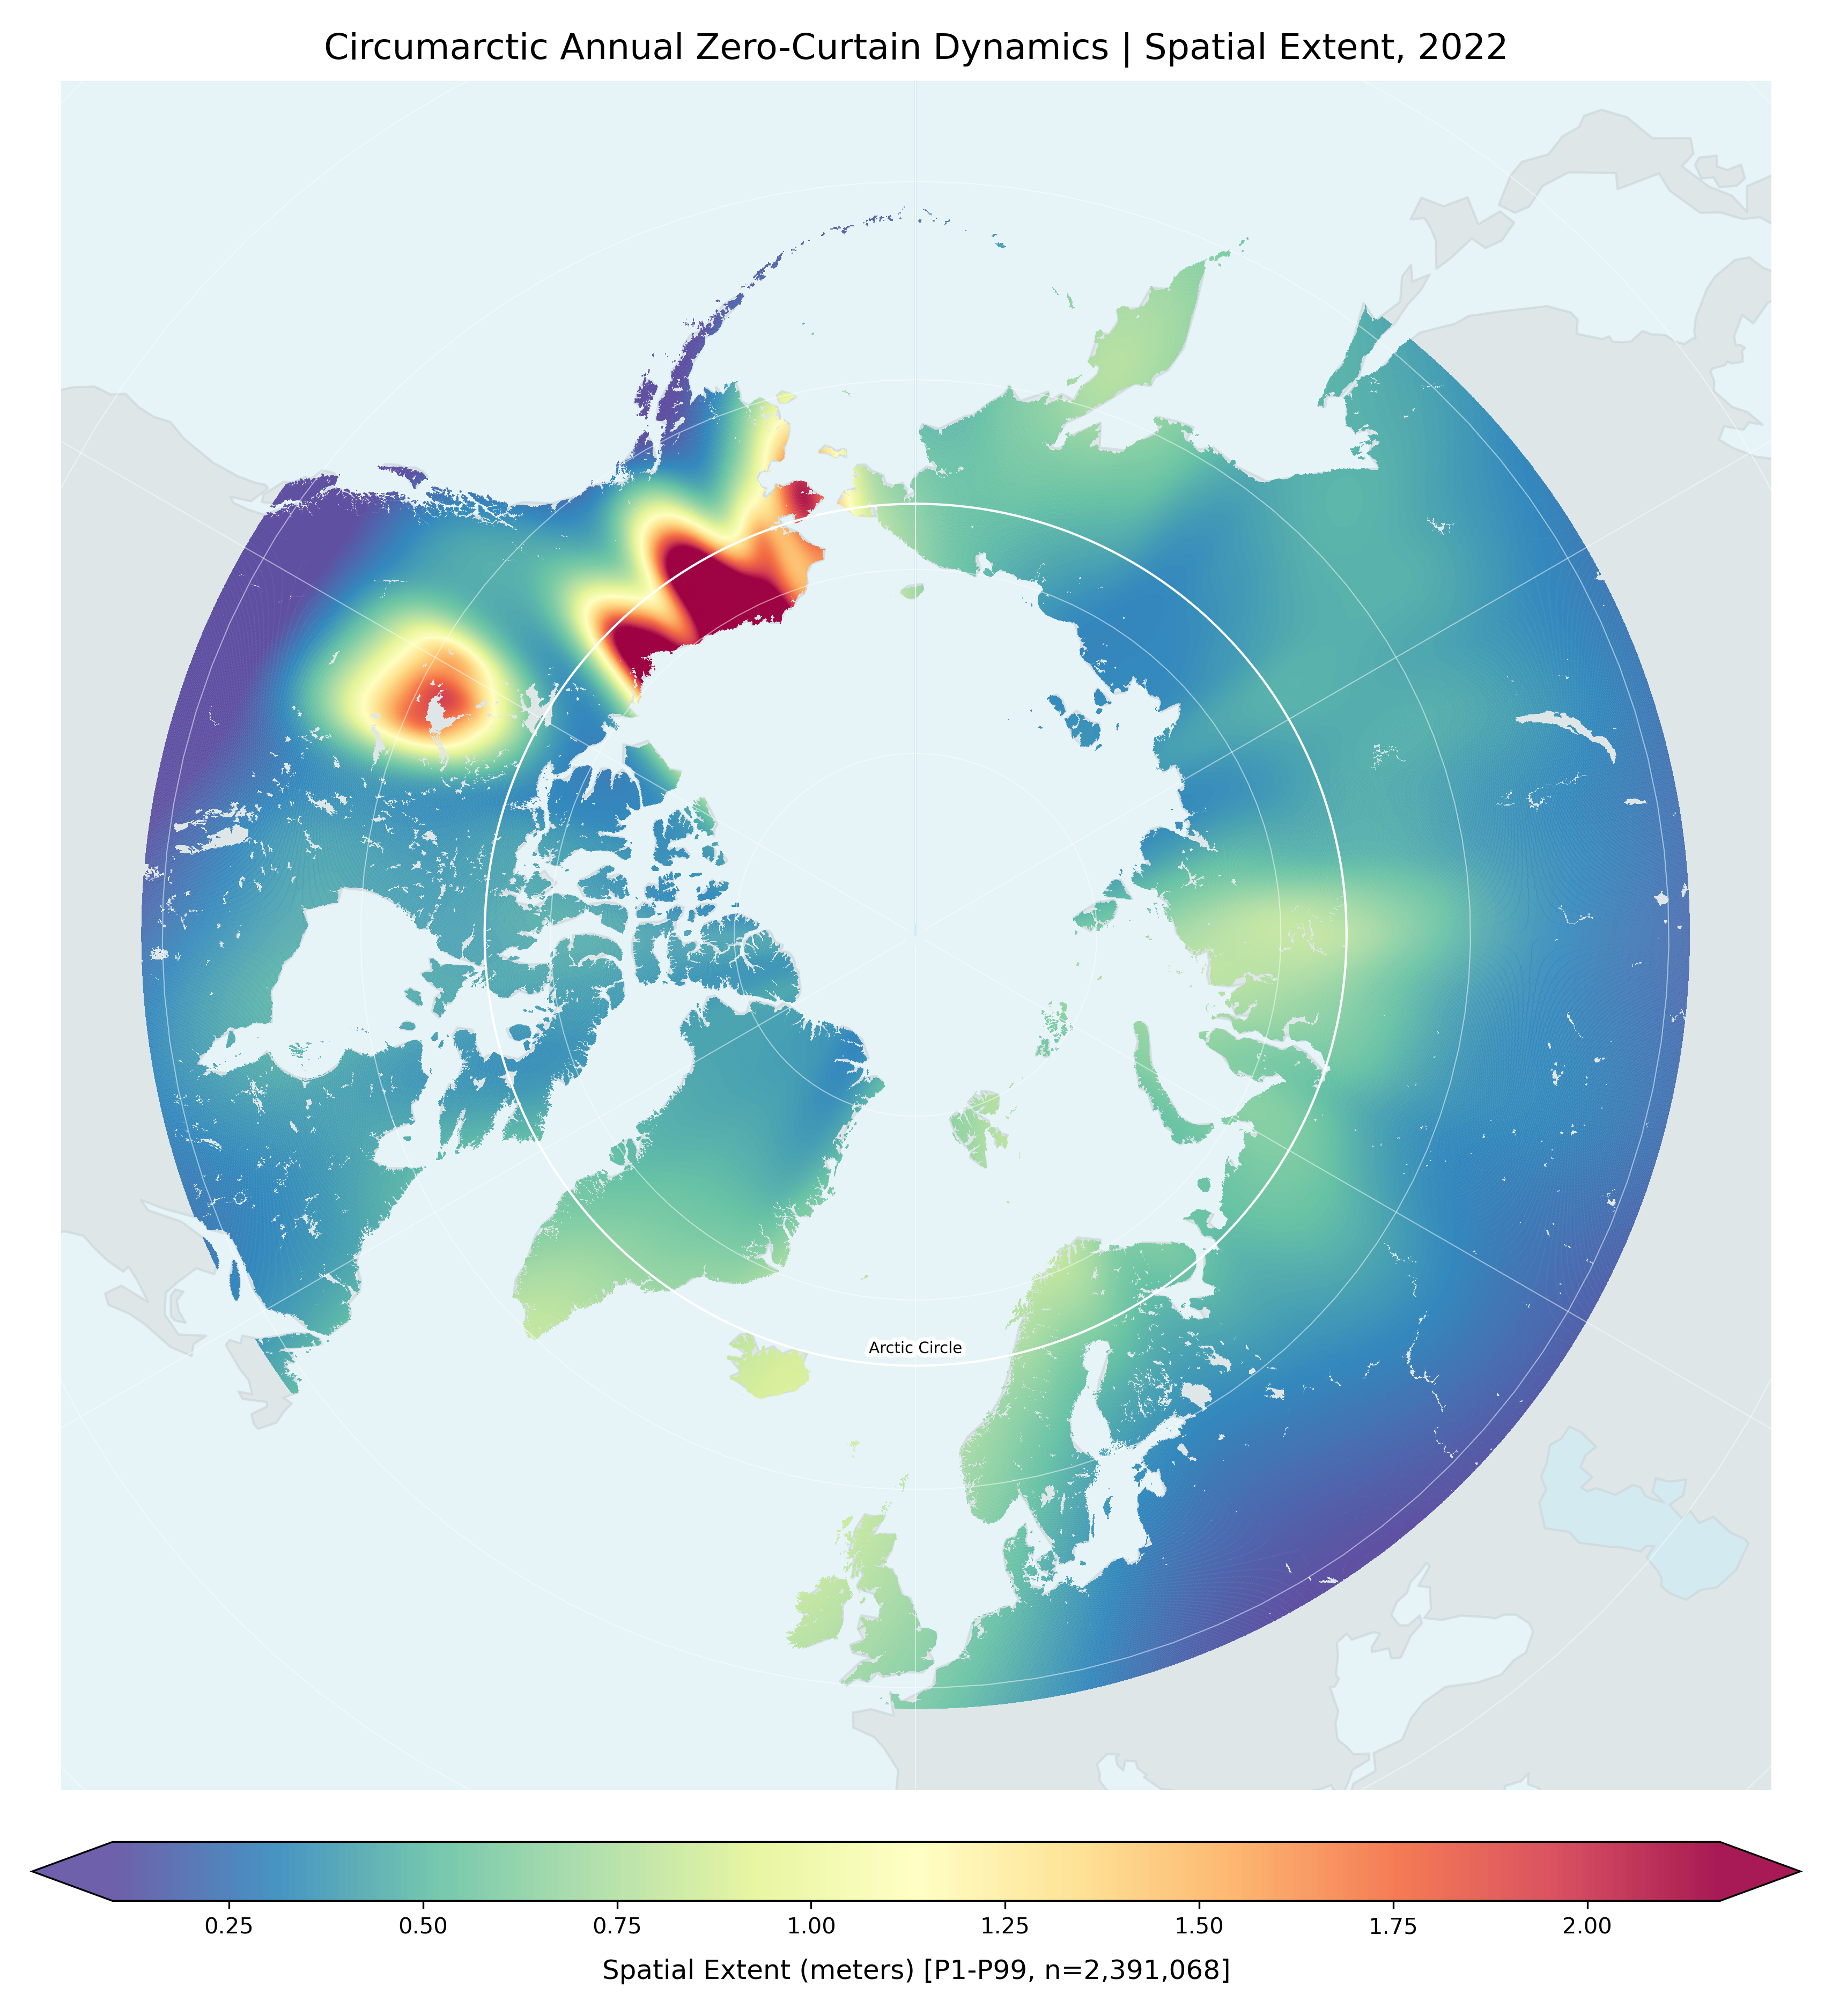 Circumarctic Annual Zero-Curtain Dynamics | Spatial Extent, 2022
Arctic Circle
0.25 0.50 0.75 1.00 1.25 1.50 1.75 2.00
Spatial Extent (meters) [P1-P99, n=2,391,068]